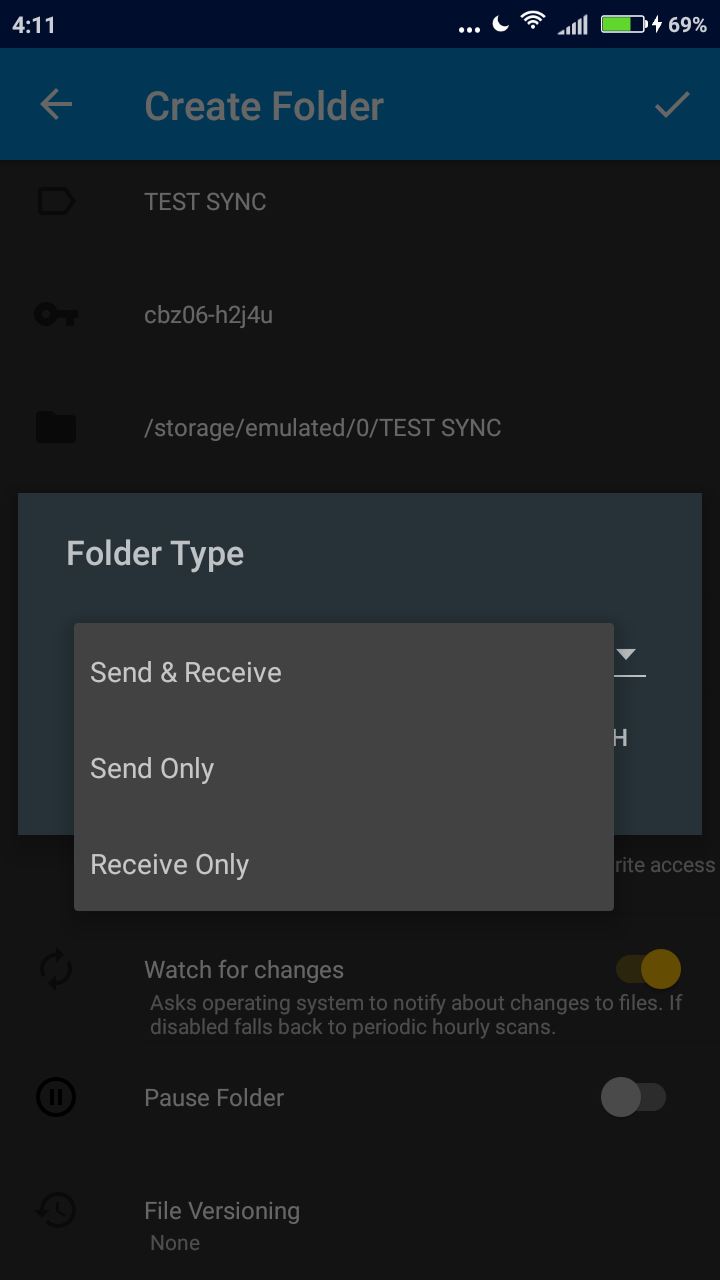 4:11
69%
Create Folder
TEST SYNC
cbz06-h2j4u
/storage/emulated/0/TEST SYNC
Folder Type
Send & Receive
Send Only
H
Receive Only
rite access
Watch for changes
Asks operating system to notify about changes to files. If
disabled falls back to periodic hourly scans.
Pause Folder
File Versioning
None